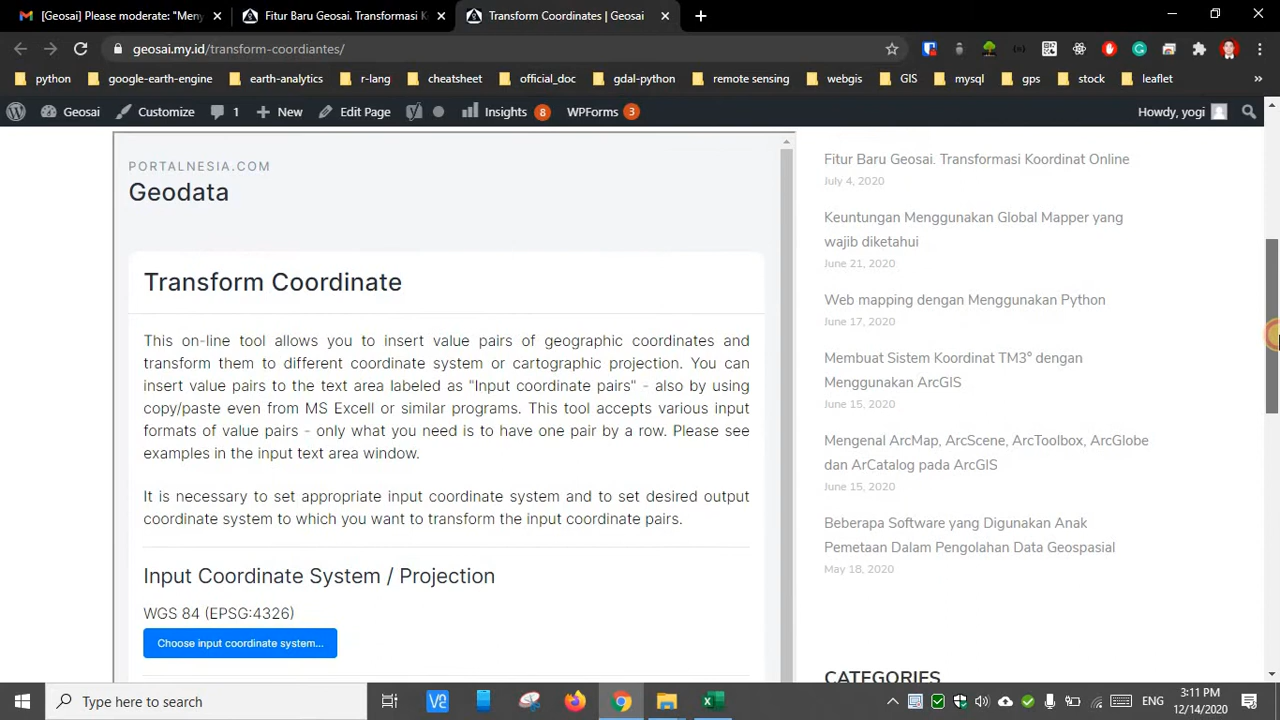 [Geosai] Please moderate: "Meny
Fitur Baru Geosai. Transformasi K
Transform Coordinates | Geosai
geosai.my.id/transform-coordiantes/
python
google-earth-engine
earth-analytics
r-lang
cheatsheet
official_doc
gdal-python
remote sensing
webgis
GIS
mysql
gps
stock
leaflet
Geosai
Customize
1
New
Edit Page
Insights 8
WPForms 3
Howdy, yogi
PORTALNESIA.COM
Geodata
Transform Coordinate
This on-line tool allows you to insert value pairs of geographic coordinates and
transform them to different coordinate system or cartographic projection. You can
insert value pairs to the text area labeled as "Input coordinate pairs" - also by using
copy/paste even from MS Excell or similar programs. This tool accepts various input
formats of value pairs - only what you need is to have one pair by a row. Please see
examples in the input text area window.
It is necessary to set appropriate input coordinate system and to set desired output
coordinate system to which you want to transform the input coordinate pairs.
Input Coordinate System / Projection
WGS 84 (EPSG:4326)
Choose input coordinate system...
Fitur Baru Geosai. Transformasi Koordinat Online
July 4, 2020
Keuntungan Menggunakan Global Mapper yang
wajib diketahui
June 21, 2020
Web mapping dengan Menggunakan Python
June 17, 2020
Membuat Sistem Koordinat TM3° dengan
Menggunakan ArcGIS
June 15, 2020
Mengenal ArcMap, ArcScene, ArcToolbox, ArcGlobe
dan ArCatalog pada ArcGIS
June 15, 2020
Beberapa Software yang Digunakan Anak
Pemetaan Dalam Pengolahan Data Geospasial
May 18, 2020
CATEGORIES
Type here to search
ENG
3:11 PM
12/14/2020